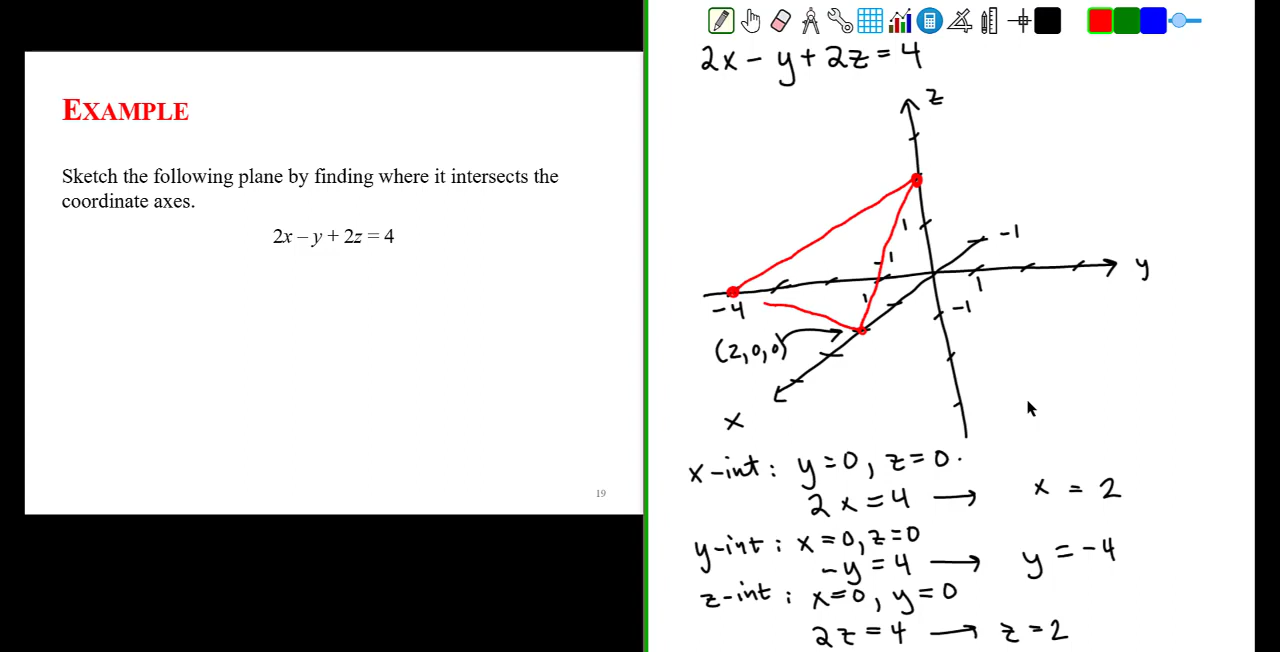 EXAMPLE
Sketch the following plane by finding where it intersects the
coordinate axes.
2x – y + 2z = 4
19
2x - y + 2z = 4
z
1
-1
-1
y
1
-1
1
-4
(2,0,0)
x
x-int: y=0, z=0.
2x=4 → x = 2
y-int: x=0, z=0
-y=4 → y=-4
z-int: x=0, y=0
2z=4 → z=2